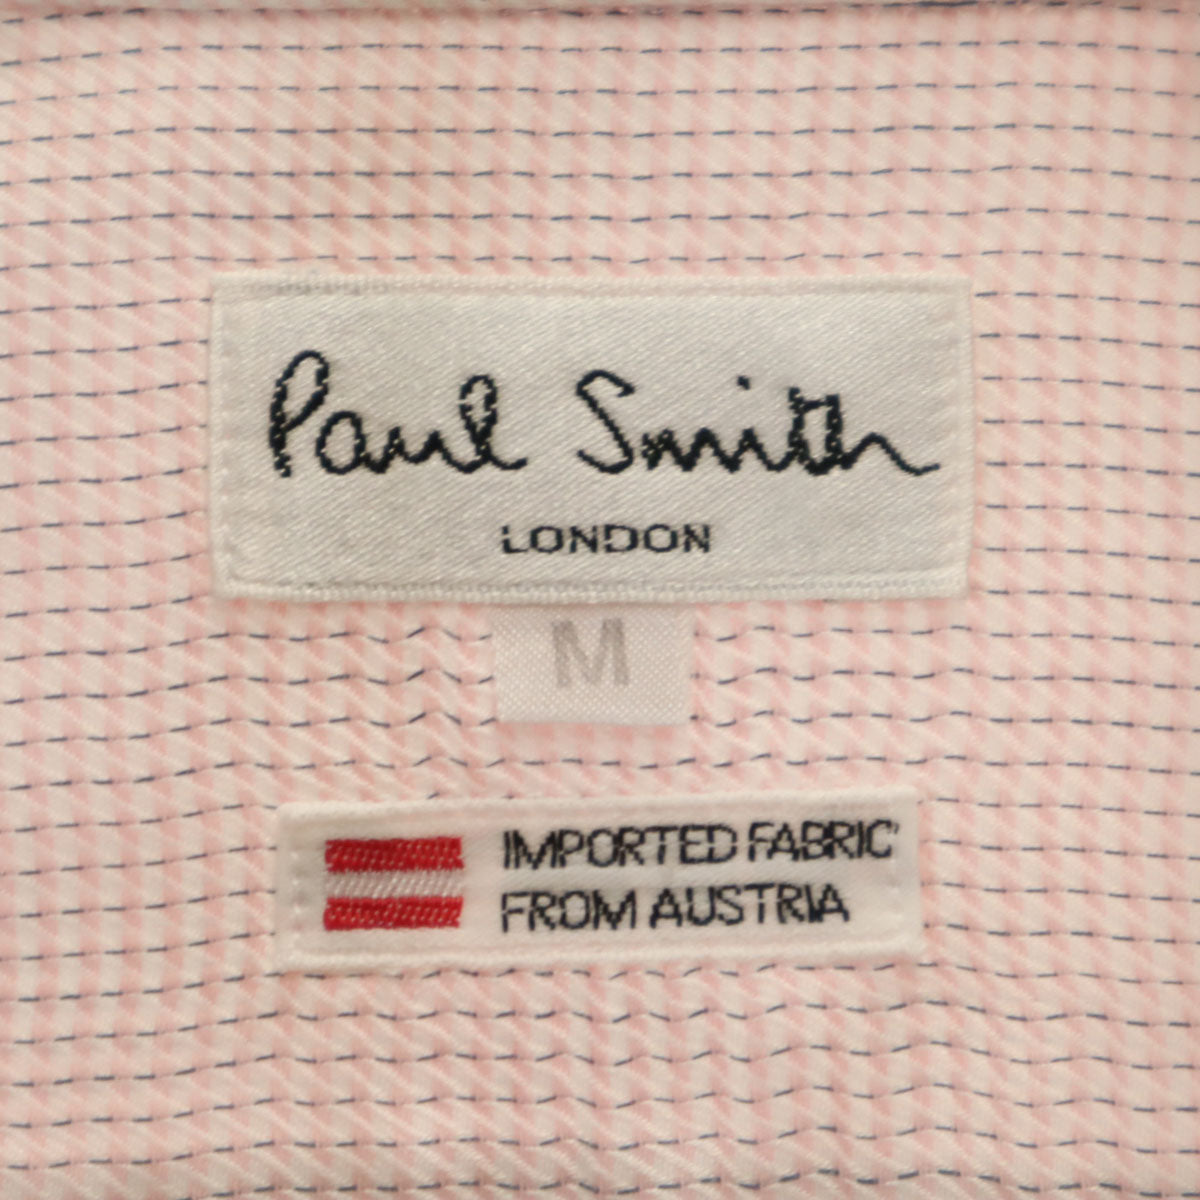 Paul Smith
LONDON
M
IMPORTED FABRIC
FROM AUSTRIA